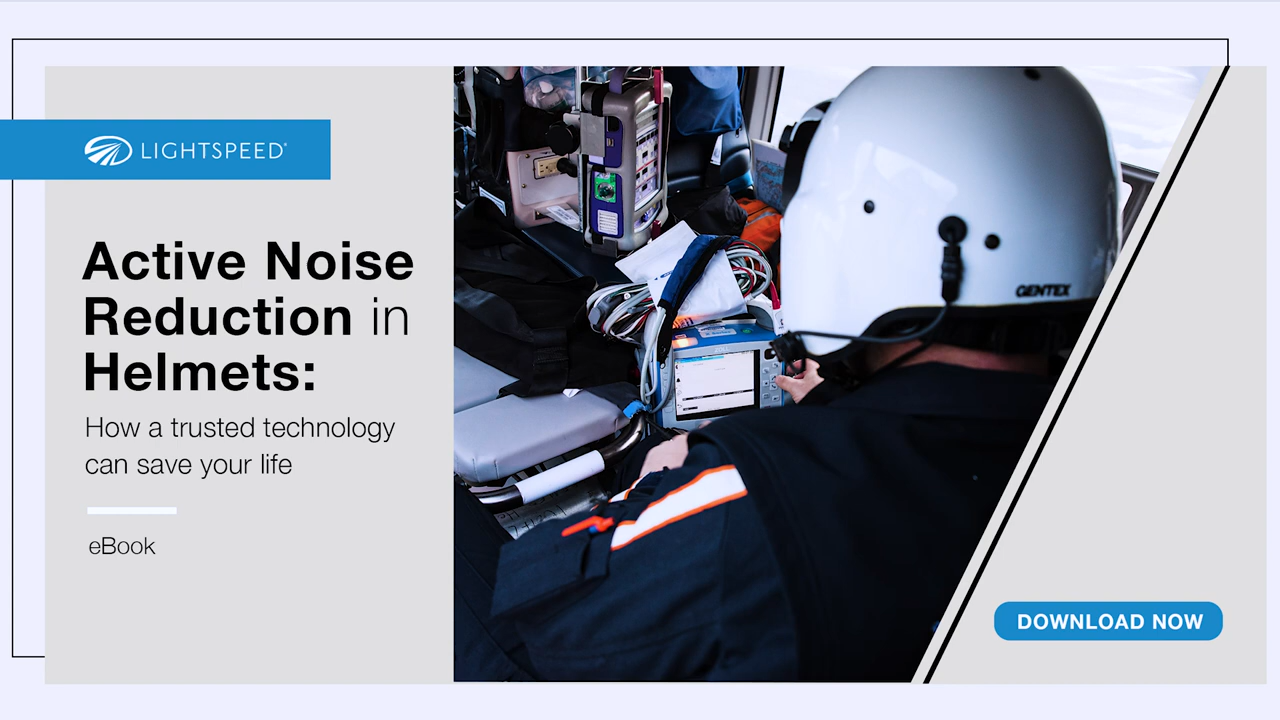 LIGHTSPEED
Active Noise
Reduction in
Helmets:
How a trusted technology
can save your life
eBook
GENTEX
DOWNLOAD NOW